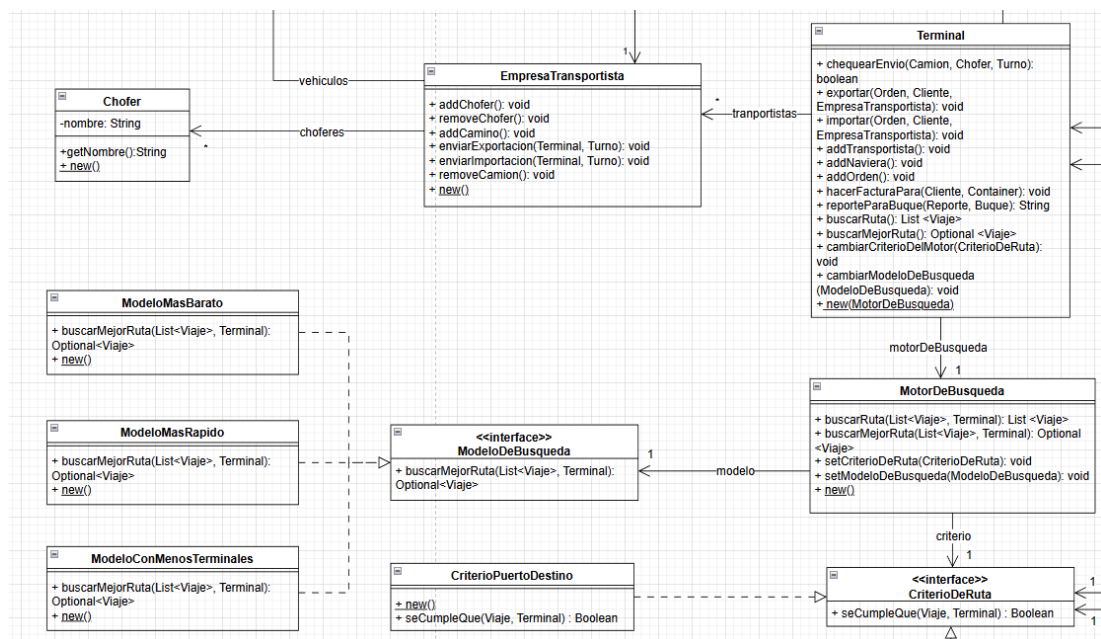 Terminal
+ chequearEnvio(Camion, Chofer, Turno):
boolean
+ exportar(Orden, Cliente,
EmpresaTransportista): void
+ importar(Orden, Cliente,
EmpresaTransportista): void
+ addTransportista(): void
+ addNaviera(): void
+ addOrden(): void
+ hacerFacturaPara(Cliente, Container): void
+ reporteParaBuque(Reporte, Buque): String
+ buscarRuta(): List <Viaje>
+ buscarMejorRuta(): Optional <Viaje>
+ cambiarCriterioDelMotor(CriterioDeRuta):
void
+ cambiarModeloDeBusqueda
(ModeloDeBusqueda): void
+ new(MotorDeBusqueda)
1
vehiculos
EmpresaTransportista
+ addChofer(): void
+ removeChofer(): void
+ addCamino(): void
+ enviarExportacion(Terminal, Turno): void
+ enviarImportacion(Terminal, Turno): void
+ removeCamion(): void
+ new()
*
tranportistas
Chofer
-nombre: String
+getNombre():String
+ new()
choferes
*
motorDeBusqueda
1
ModeloMasBarato
+ buscarMejorRuta(List<Viaje>, Terminal):
Optional<Viaje>
+ new()
MotorDeBusqueda
+ buscarRuta(List<Viaje>, Terminal): List <Viaje>
+ buscarMejorRuta(List<Viaje>, Terminal): Optional
<Viaje>
+ setCriterioDeRuta(CriterioDeRuta): void
+ setModeloDeBusqueda(ModeloDeBusqueda): void
+ new()
ModeloMasRapido
+ buscarMejorRuta(List<Viaje>, Terminal):
Optional<Viaje>
+ new()
<<interface>>
ModeloDeBusqueda
+ buscarMejorRuta(List<Viaje>, Terminal):
Optional<Viaje>
1
modelo
criterio
1
ModeloConMenosTerminales
+ buscarMejorRuta(List<Viaje>, Terminal):
Optional<Viaje>
+ new()
CriterioPuertoDestino
+ new()
+ seCumpleQue(Viaje, Terminal) : Boolean
<<interface>>
CriterioDeRuta
+ seCumpleQue(Viaje, Terminal) : Boolean
1
1